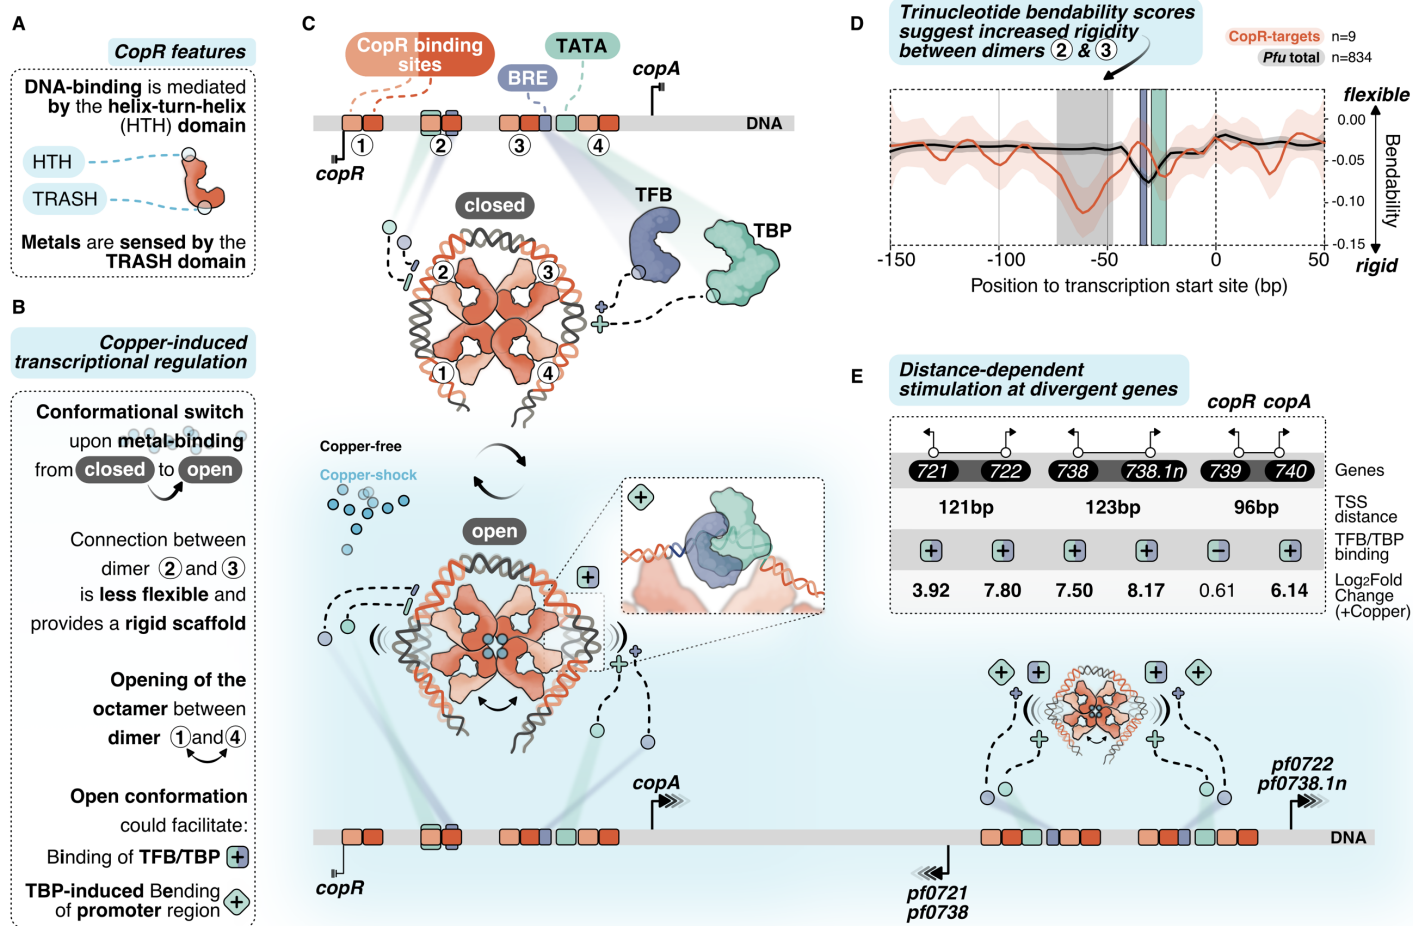 A
CopR features
DNA-binding is mediated
by the helix-turn-helix
(HTH) domain
HTH
TRASH
Metals are sensed by the
TRASH domain
B
Copper-induced
transcriptional regulation
Conformational switch
upon metal-binding
from closed to open
Connection between
dimer 2 and 3
is less flexible and
provides a rigid scaffold
Opening of the
octamer between
dimer 1 and 4
Open conformation
could facilitate:
Binding of TFB/TBP +
TBP-induced Bending
of promoter region +
C
CopR binding
sites
TATA
BRE
copA
DNA
1 2 3 4
copR
closed
TFB
TBP
2 3
1 4
Copper-free
Copper-shock
open
+
+
copA
copR
D
Trinucleotide bendability scores
suggest increased rigidity
between dimers 2 & 3
CopR-targets n=9
Pfu total n=834
flexible
0.00
-0.05
-0.10
-0.15
Bendability
rigid
-150 -100 -50 0 50
Position to transcription start site (bp)
E
Distance-dependent
stimulation at divergent genes
copR copA
721 722 738 738.1n 739 740 Genes
121bp 123bp 96bp TSS
distance
+ + + + − + TFB/TBP
binding
3.92 7.80 7.50 8.17 0.61 6.14 Log2Fold
Change
(+Copper)
+ + + +
pf0722
pf0738.1n
DNA
pf0721
pf0738